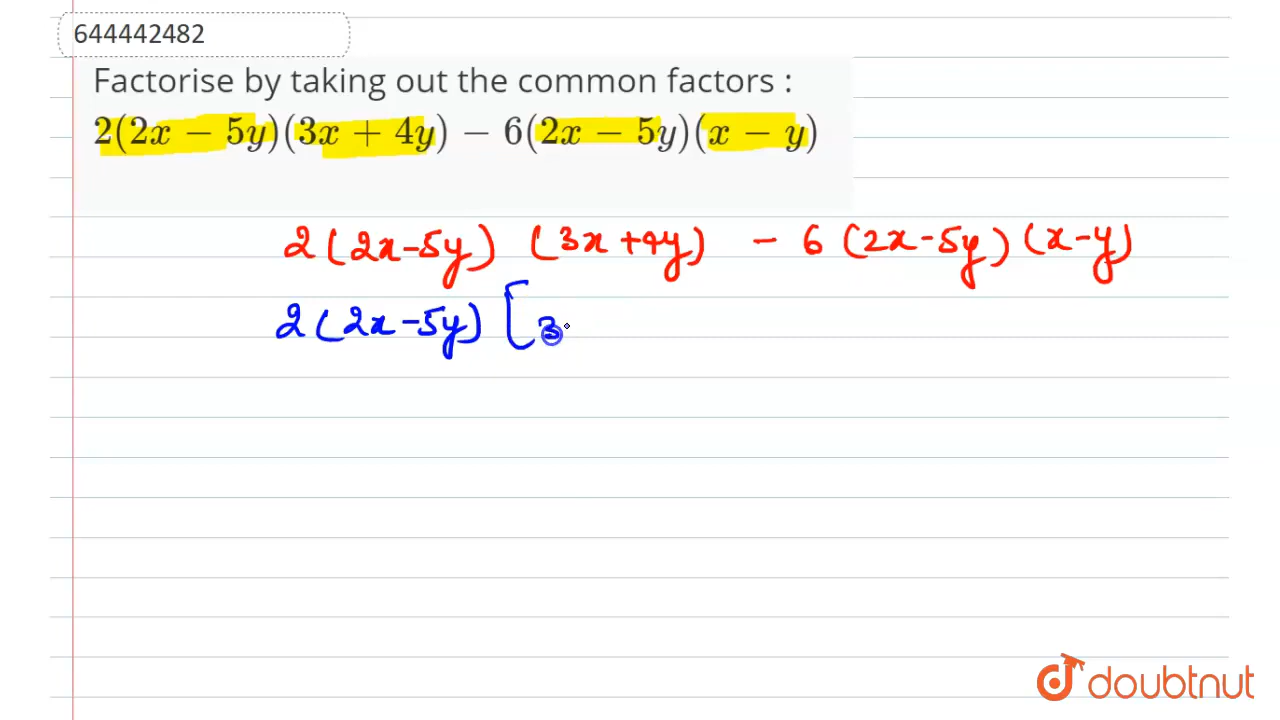 644442482
Factorise by taking out the common factors :
2(2x − 5y)(3x + 4y) − 6(2x − 5y)(x − y)
2(2x-5y) (3x+4y) - 6(2x-5y)(x-y)
2(2x-5y) [3
doubtnut